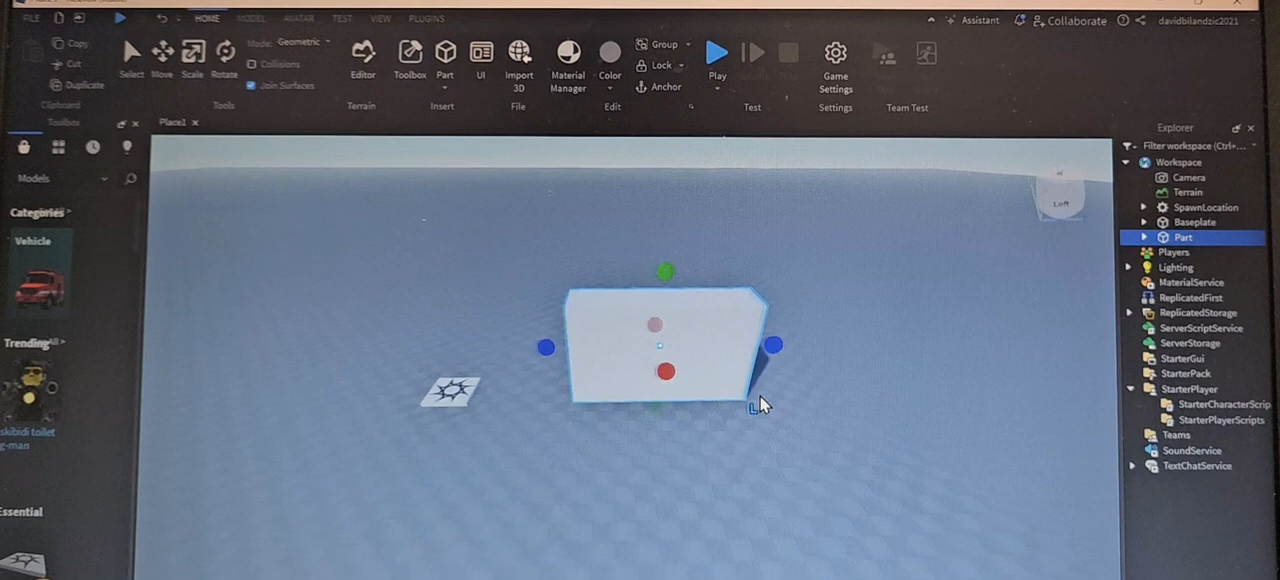 FILE HOME MODEL AVATAR TEST VIEW PLUGINS Assistant Collaborate davidbilandzic2021
Copy
Cut
Duplicate
Clipboard
Select Move Scale Rotate
Mode: Geometric
Collisions
Join Surfaces
Tools
Editor
Terrain
Toolbox Part UI
Insert
Import 3D
File
Material Manager
Color
Group
Lock
Anchor
Edit
Play
Test
Game Settings
Settings
Team Test
Toolbox
Models
Categories
Vehicle
Trending
skibidi toilet
g-man
Essential
Place1
Left
L
Explorer
Filter workspace (Ctrl+...
Workspace
Camera
Terrain
SpawnLocation
Baseplate
Part
Players
Lighting
MaterialService
ReplicatedFirst
ReplicatedStorage
ServerScriptService
ServerStorage
StarterGui
StarterPack
StarterPlayer
StarterCharacterScrip
StarterPlayerScripts
Teams
SoundService
TextChatService